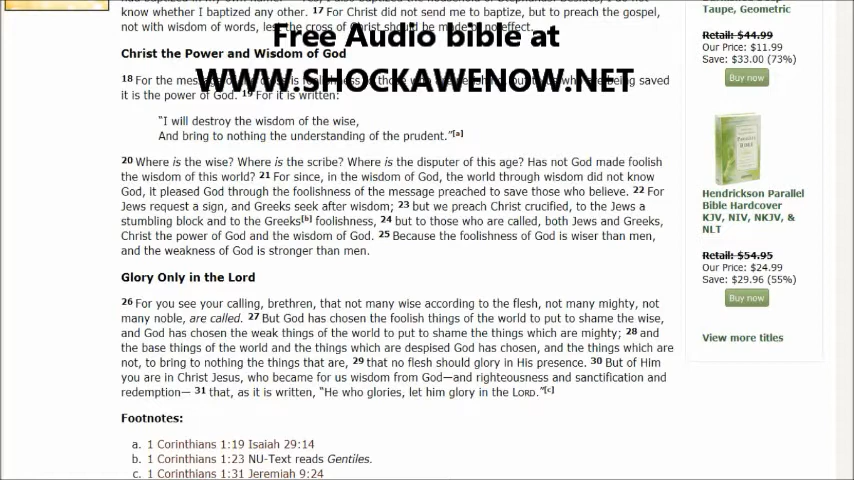 know whether I baptized any other. 17 For Christ did not send me to baptize, but to preach the gospel,
not with wisdom of words, lest the cross of Christ should be made of no effect.
Free Audio bible at
Christ the Power and Wisdom of God
WWW.SHOCKAWENOW.NET
18 For the message of the cross is foolishness to those who are perishing, but to us who are being saved
it is the power of God. 19 For it is written:
“I will destroy the wisdom of the wise,
And bring to nothing the understanding of the prudent.”[a]
20 Where is the wise? Where is the scribe? Where is the disputer of this age? Has not God made foolish
the wisdom of this world? 21 For since, in the wisdom of God, the world through wisdom did not know
God, it pleased God through the foolishness of the message preached to save those who believe. 22 For
Jews request a sign, and Greeks seek after wisdom; 23 but we preach Christ crucified, to the Jews a
stumbling block and to the Greeks[b] foolishness, 24 but to those who are called, both Jews and Greeks,
Christ the power of God and the wisdom of God. 25 Because the foolishness of God is wiser than men,
and the weakness of God is stronger than men.
Glory Only in the Lord
26 For you see your calling, brethren, that not many wise according to the flesh, not many mighty, not
many noble, are called. 27 But God has chosen the foolish things of the world to put to shame the wise,
and God has chosen the weak things of the world to put to shame the things which are mighty; 28 and
the base things of the world and the things which are despised God has chosen, and the things which are
not, to bring to nothing the things that are, 29 that no flesh should glory in His presence. 30 But of Him
you are in Christ Jesus, who became for us wisdom from God—and righteousness and sanctification and
redemption— 31 that, as it is written, “He who glories, let him glory in the LORD.”[c]
Footnotes:
a. 1 Corinthians 1:19 Isaiah 29:14
b. 1 Corinthians 1:23 NU-Text reads Gentiles.
c. 1 Corinthians 1:31 Jeremiah 9:24
Taupe, Geometric
Retail: $44.99
Our Price: $11.99
Save: $33.00 (73%)
Buy now
Hendrickson Parallel
Bible Hardcover
KJV, NIV, NKJV, &
NLT
Retail: $54.95
Our Price: $24.99
Save: $29.96 (55%)
Buy now
View more titles